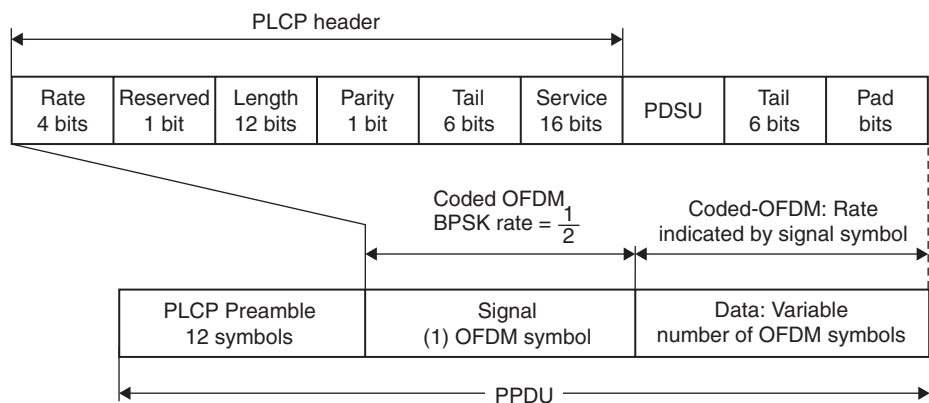 PLCP header
Rate
4 bits
Reserved
1 bit
Length
12 bits
Parity
1 bit
Tail
6 bits
Service
16 bits
PDSU
Tail
6 bits
Pad
bits
Coded OFDM
BPSK rate = 1/2
Coded-OFDM: Rate
indicated by signal symbol
PLCP Preamble
12 symbols
Signal
(1) OFDM symbol
Data: Variable
number of OFDM symbols
PPDU